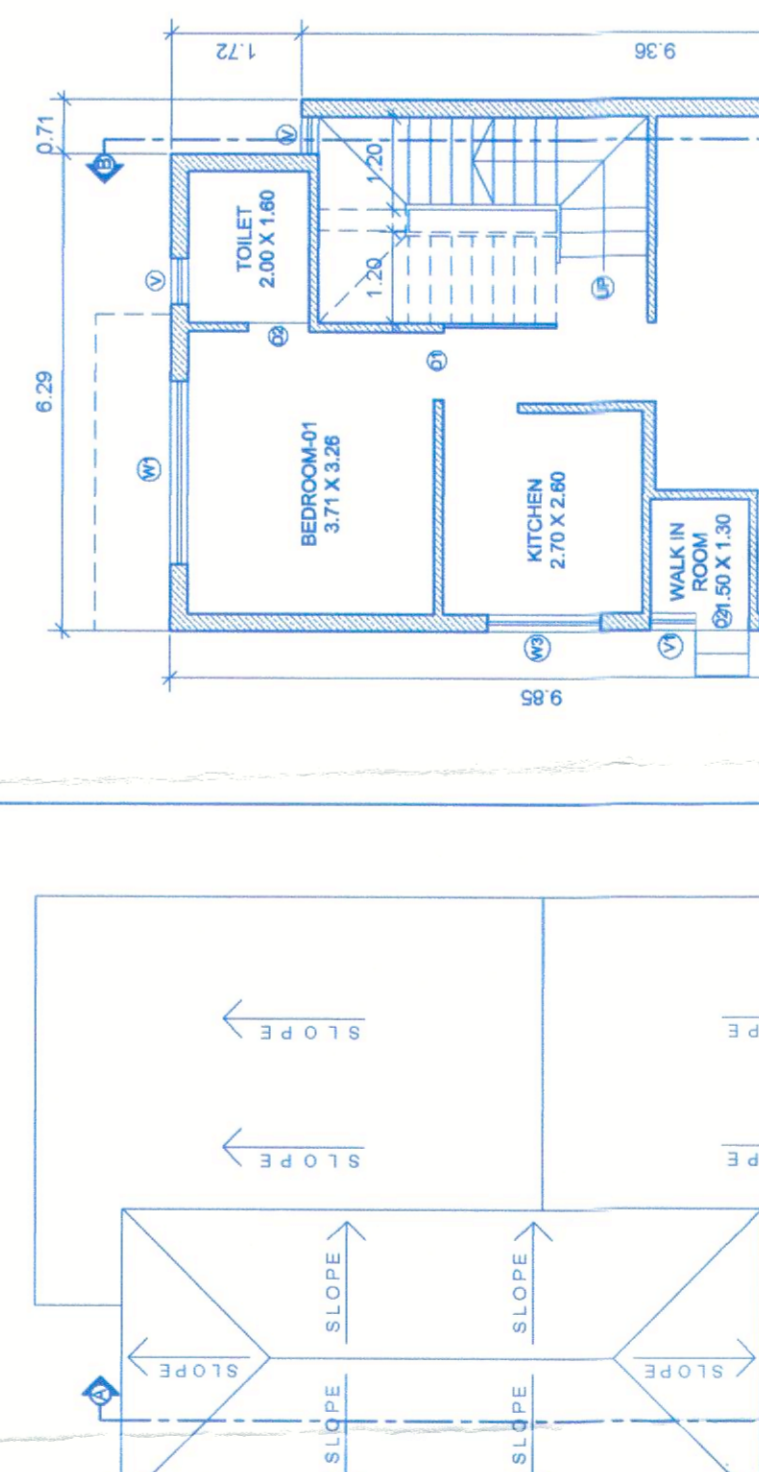 1.72
9.36
0.71
V
B
1.20
TOILET
2.00 X 1.60
V
1.20
UP
D2
D1
6.29
W1
BEDROOM-01
3.71 X 3.26
KITCHEN
2.70 X 2.60
WALK IN
ROOM
1.50 X 1.30
D2
W3
V1
9.85
SLOPE
SLOPE
SLOPE
SLOPE
SLOPE
SLOPE
A
SLOPE
SLOPE